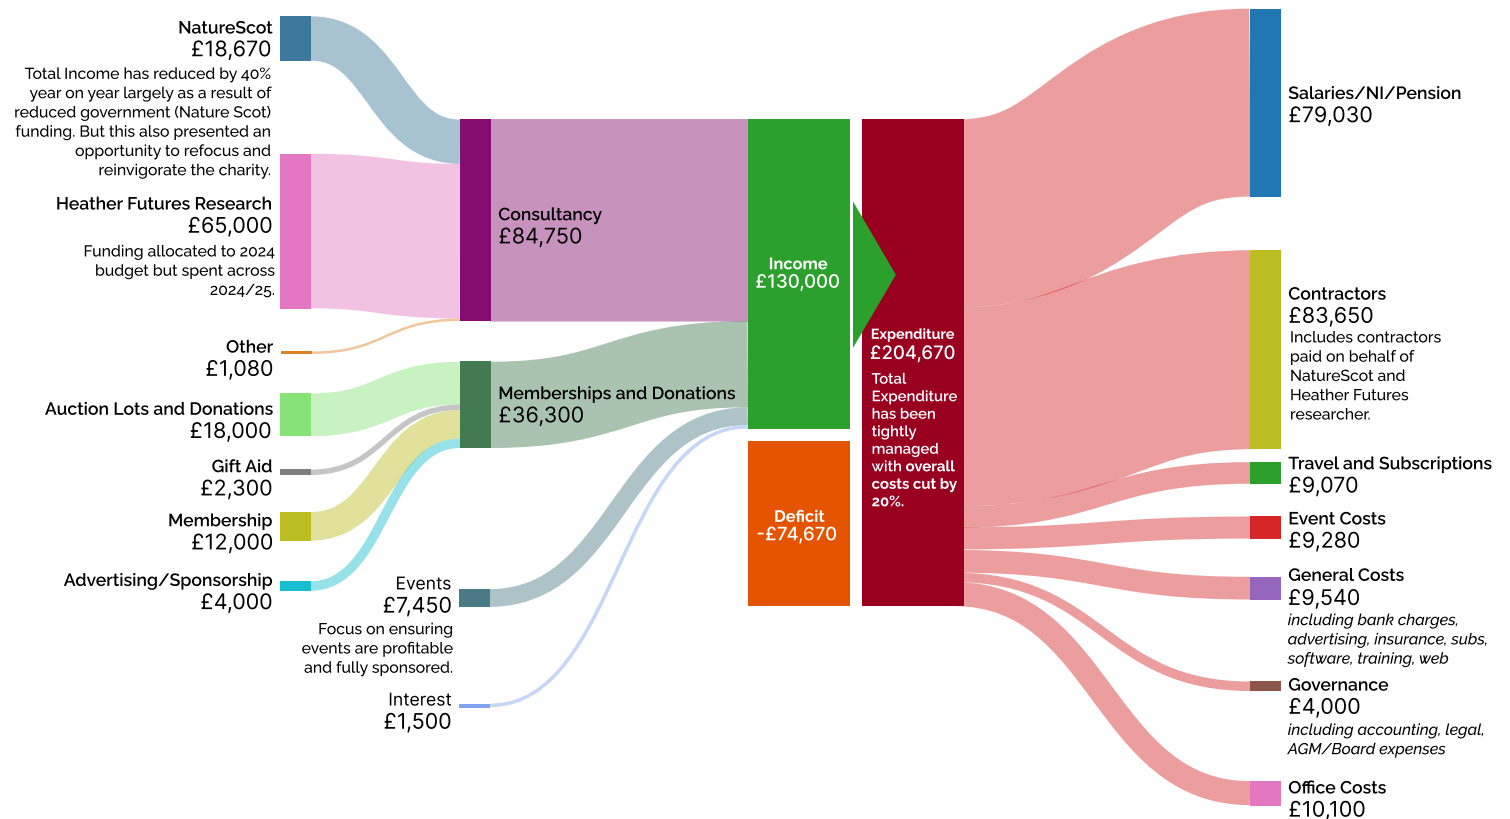 NatureScot
£18,670
Total Income has reduced by 40%
year on year largely as a result of
reduced government (Nature Scot)
funding. But this also presented an
opportunity to refocus and
reinvigorate the charity.
Heather Futures Research
£65,000
Funding allocated to 2024
budget but spent across
2024/25.
Other
£1,080
Auction Lots and Donations
£18,000
Gift Aid
£2,300
Membership
£12,000
Advertising/Sponsorship
£4,000
Consultancy
£84,750
Memberships and Donations
£36,300
Events
£7,450
Focus on ensuring
events are profitable
and fully sponsored.
Interest
£1,500
Income
£130,000
Deficit
-£74,670
Expenditure
£204,670
Total
Expenditure
has been
tightly
managed
with overall
costs cut by
20%.
Salaries/NI/Pension
£79,030
Contractors
£83,650
Includes contractors
paid on behalf of
NatureScot and
Heather Futures
researcher.
Travel and Subscriptions
£9,070
Event Costs
£9,280
General Costs
£9,540
including bank charges,
advertising, insurance, subs,
software, training, web
Governance
£4,000
including accounting, legal,
AGM/Board expenses
Office Costs
£10,100